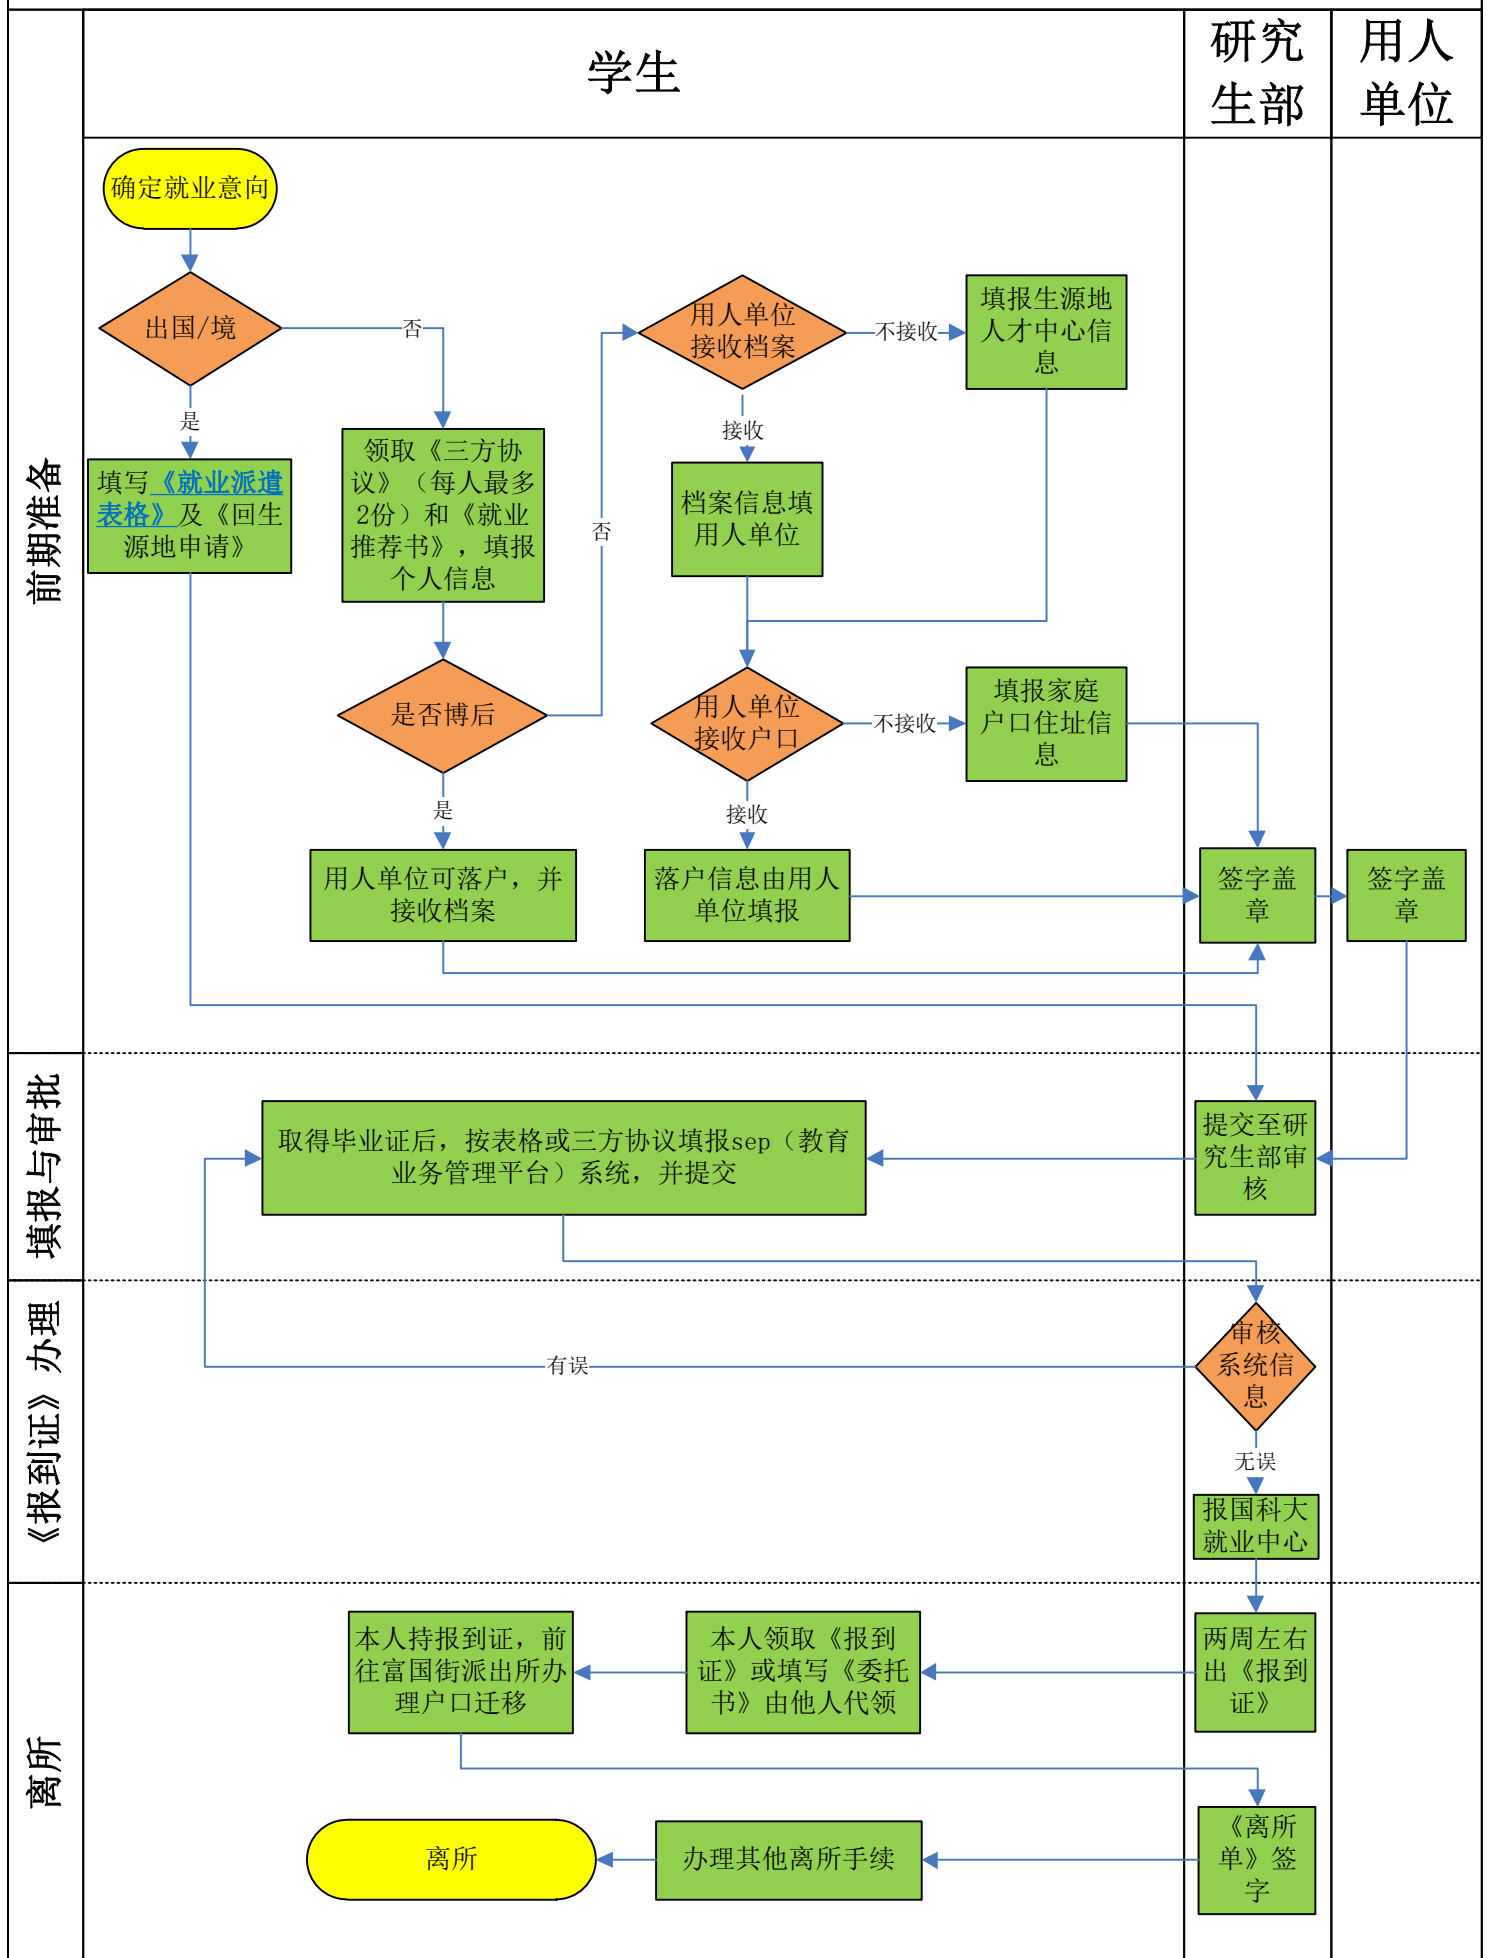 学生
研究
生部
用人
单位
前期准备
确定就业意向
出国/境
否
是
填写《就业派遣
表格》及《回生
源地申请》
领取《三方协
议》（每人最多
2份）和《就业
推荐书》，填报
个人信息
是否博后
否
是
用人单位可落户，并
接收档案
用人单位
接收档案
不接收
填报生源地
人才中心信
息
接收
档案信息填
用人单位
用人单位
接收户口
不接收
填报家庭
户口住址信
息
接收
落户信息由用人
单位填报
签字盖
章
签字盖
章
填报与审批
取得毕业证后，按表格或三方协议填报sep（教育
业务管理平台）系统，并提交
提交至研
究生部审
核
《报到证》办理
审核
系统信
息
有误
无误
报国科大
就业中心
离所
两周左右
出《报到
证》
本人领取《报到
证》或填写《委托
书》由他人代领
本人持报到证，前
往富国街派出所办
理户口迁移
《离所
单》签
字
办理其他离所手续
离所